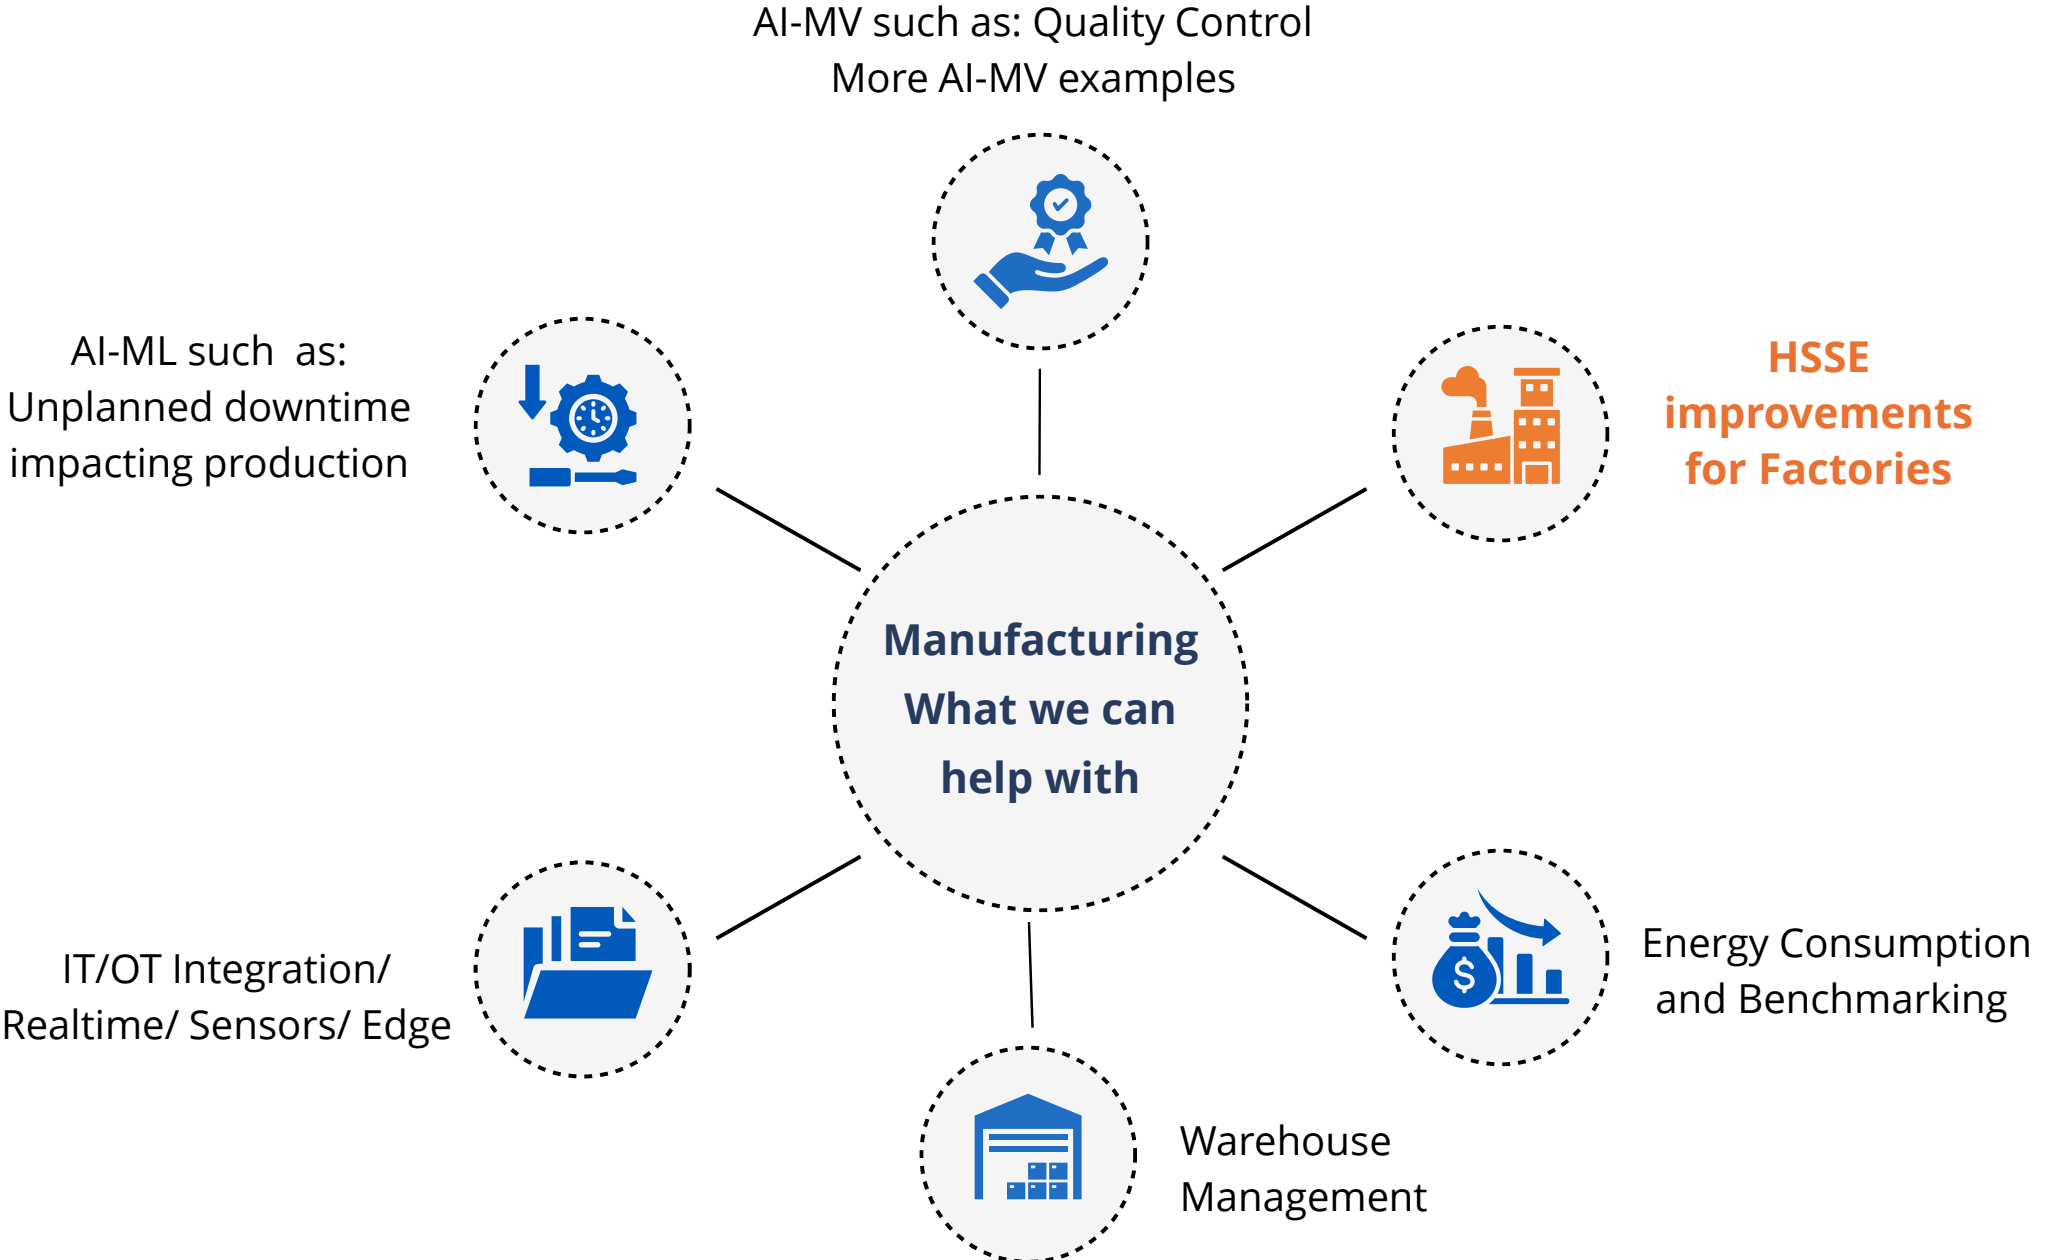 AI-MV such as: Quality Control
More AI-MV examples
AI-ML such  as:
Unplanned downtime
impacting production
HSSE
improvements
for Factories
Manufacturing
What we can
help with
IT/OT Integration/
Realtime/ Sensors/ Edge
Energy Consumption
and Benchmarking
$
Warehouse
Management